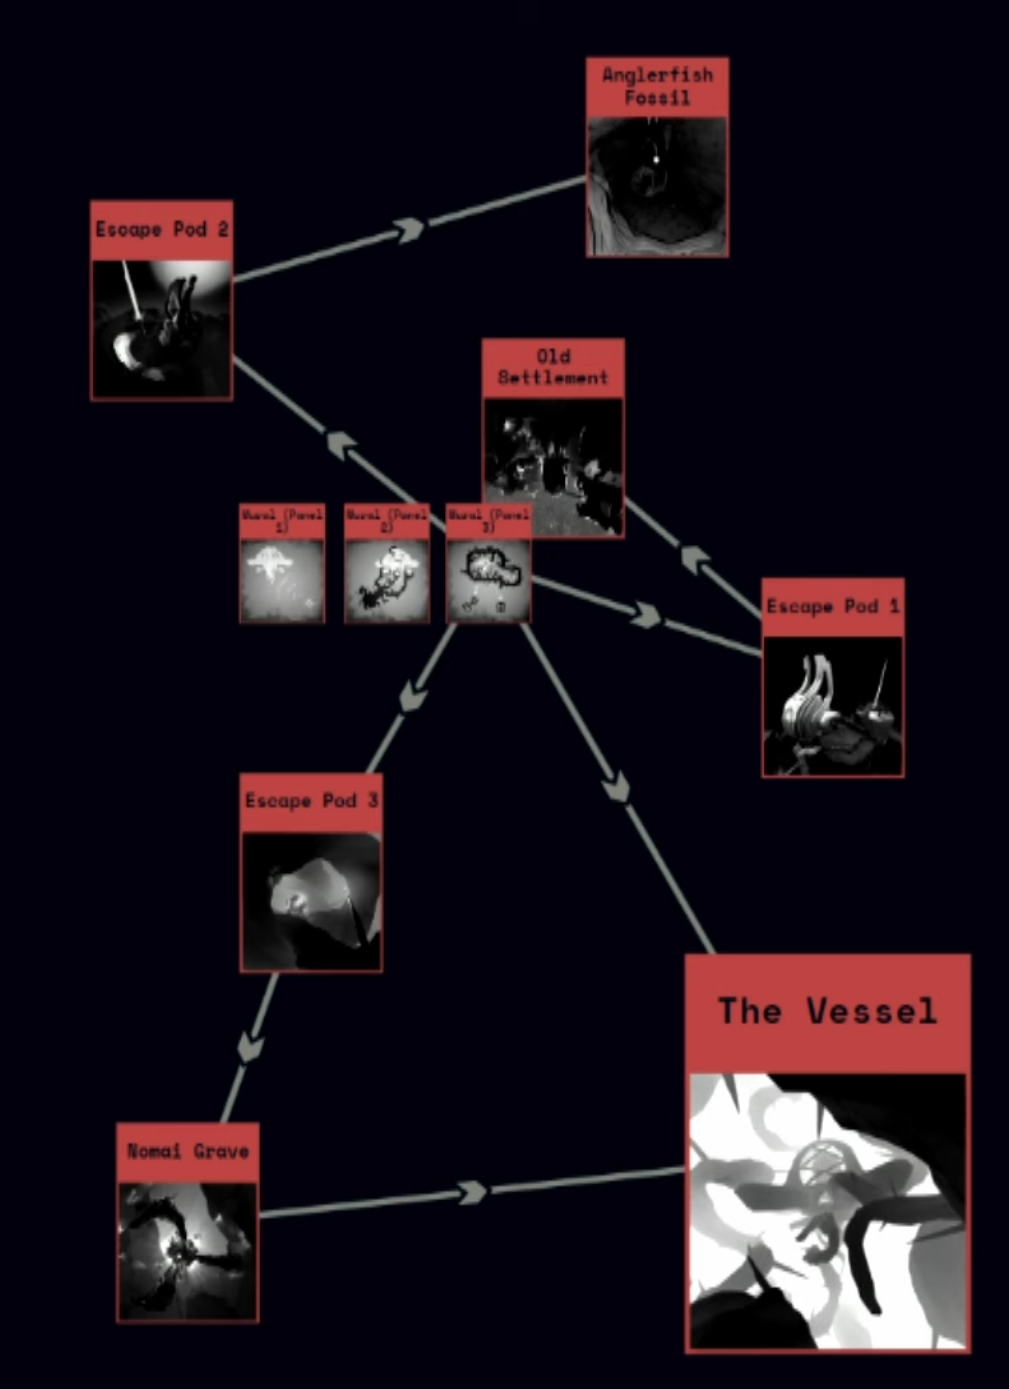 Anglerfish
Fossil
Escape Pod 2
Old
Settlement
Mural (Panel
1)
Mural (Panel
2)
Mural (Panel
3)
Escape Pod 1
Escape Pod 3
The Vessel
Nomai Grave